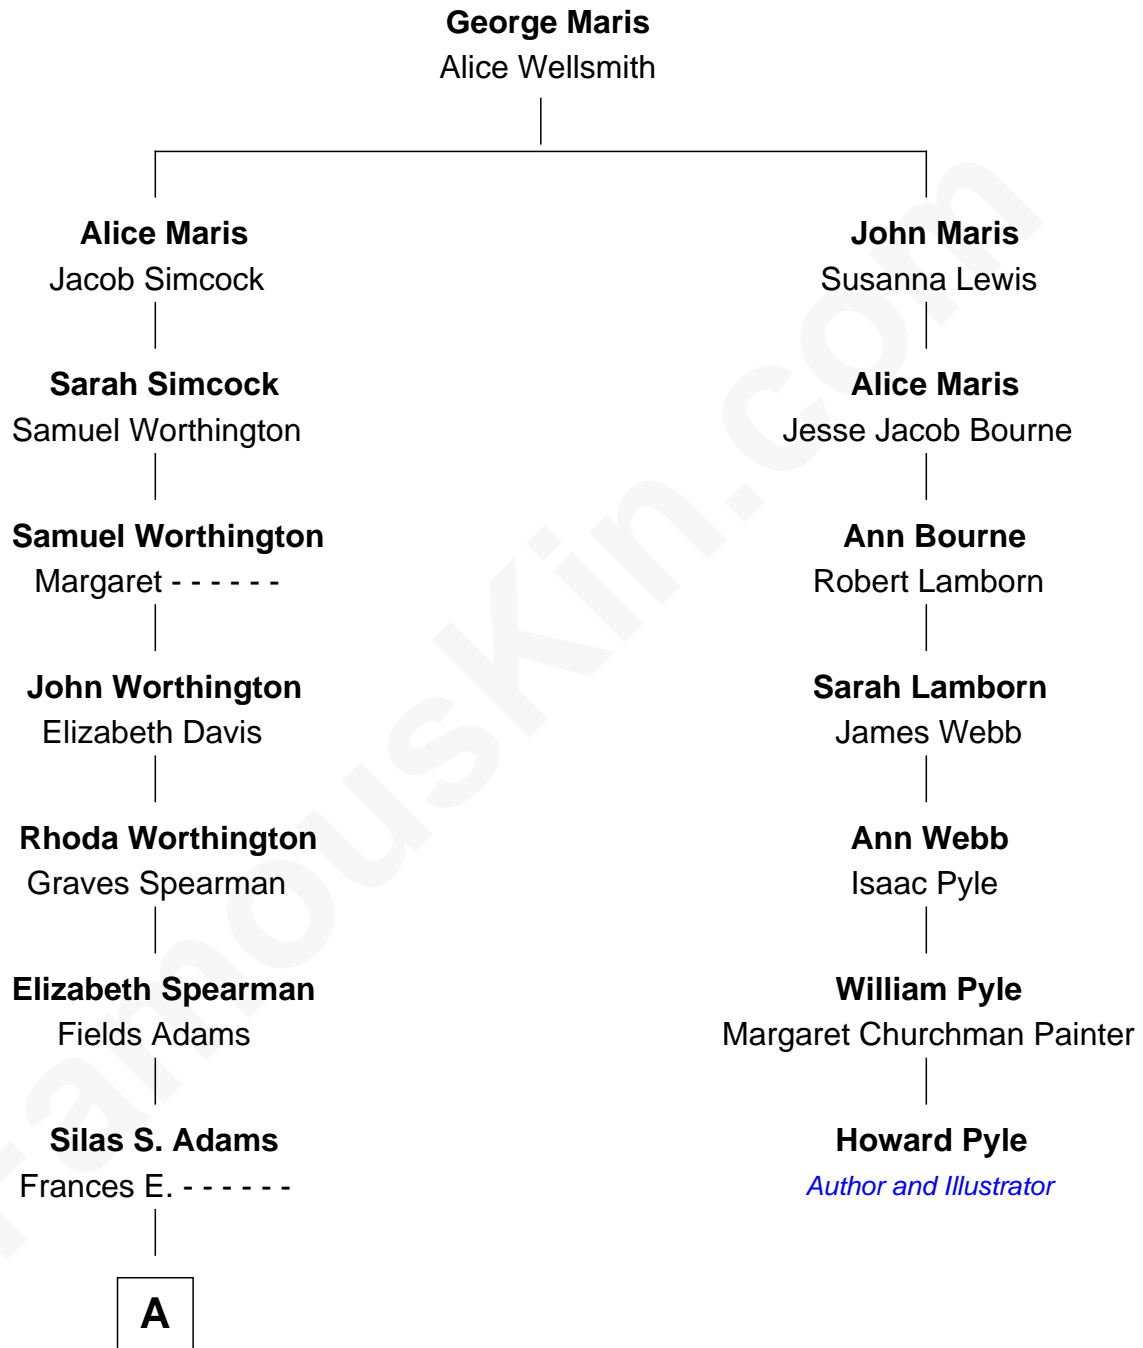 George Maris
Alice Wellsmith
Alice Maris
Jacob Simcock
Sarah Simcock
Samuel Worthington
Samuel Worthington
Margaret - - - - - -
John Worthington
Elizabeth Davis
Rhoda Worthington
Graves Spearman
Elizabeth Spearman
Fields Adams
Silas S. Adams
Frances E. - - - - - -
A
John Maris
Susanna Lewis
Alice Maris
Jesse Jacob Bourne
Ann Bourne
Robert Lamborn
Sarah Lamborn
James Webb
Ann Webb
Isaac Pyle
William Pyle
Margaret Churchman Painter
Howard Pyle
Author and Illustrator
FamousKin.com